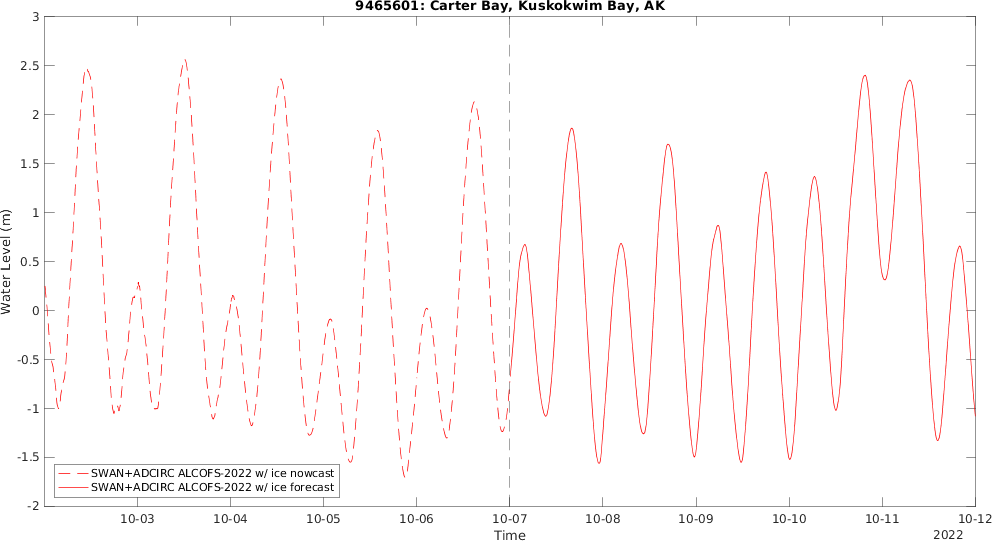 9465601: Carter Bay, Kuskokwim Bay, AK
3
2.5
2
1.5
1
0.5
0
-0.5
-1
-1.5
-2
Water Level (m)
SWAN+ADCIRC ALCOFS-2022 w/ ice nowcast
SWAN+ADCIRC ALCOFS-2022 w/ ice forecast
10-03 10-04 10-05 10-06 10-07 10-08 10-09 10-10 10-11 10-12
Time
2022